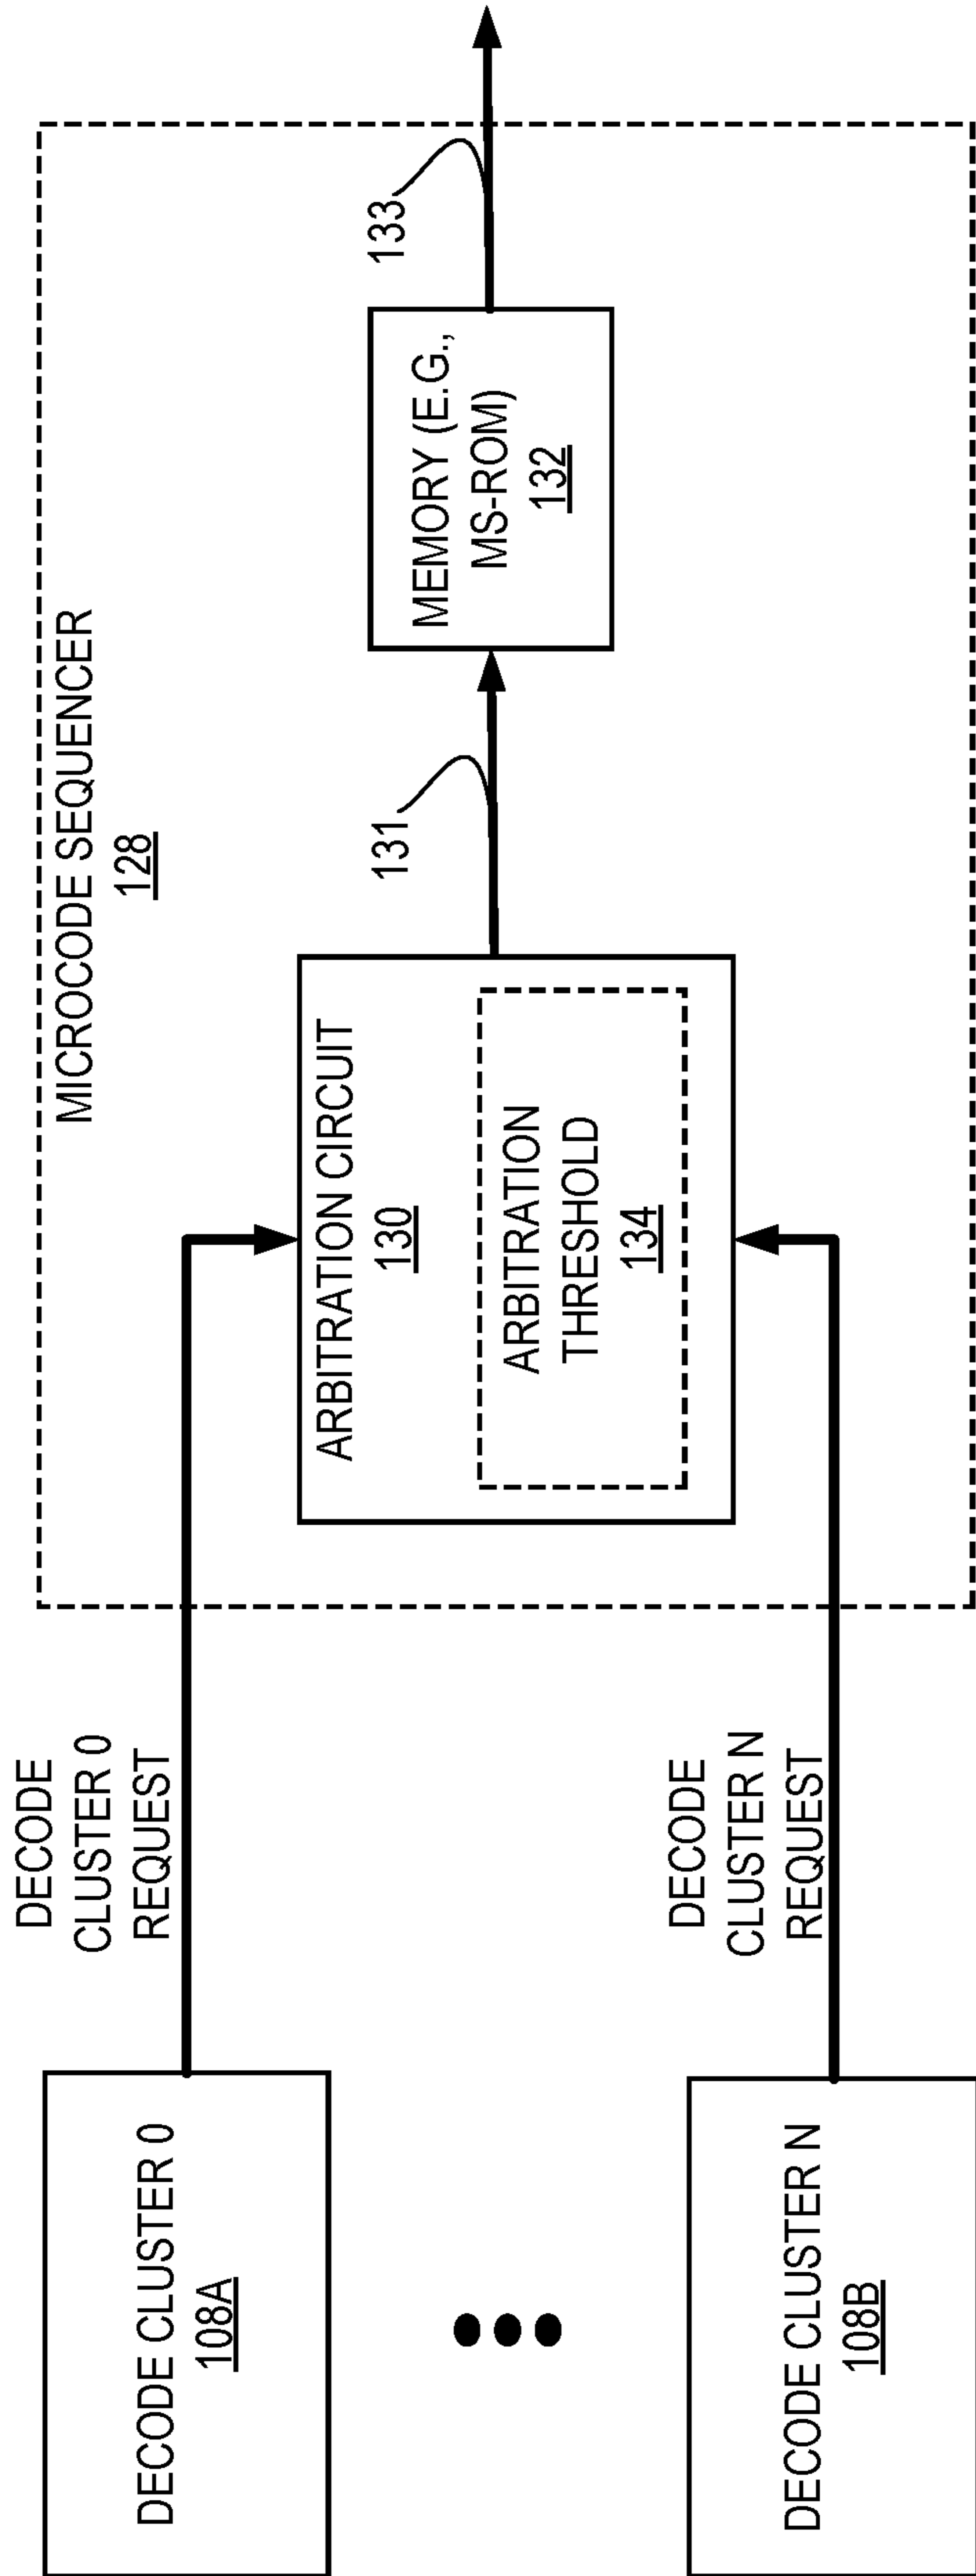 DECODE CLUSTER 0
108A
DECODE CLUSTER N
108B
DECODE
CLUSTER 0
REQUEST
DECODE
CLUSTER N
REQUEST
MICROCODE SEQUENCER
128
ARBITRATION CIRCUIT
130
ARBITRATION
THRESHOLD
134
131
MEMORY (E.G.,
MS-ROM)
132
133